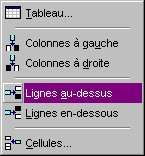 Tableau...
Colonnes à gauche
Colonnes à droite
Lignes au-dessus
Lignes en-dessous
Cellules...